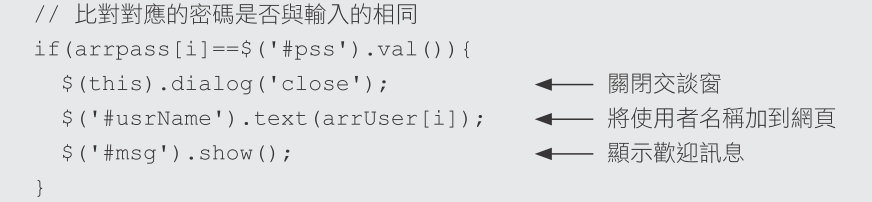 // 比對對應的密碼是否與輸入的相同
if(arrpass[i]==$('#pss').val()){
$(this).dialog('close'); 關閉交談窗
$('#usrName').text(arrUser[i]); 將使用者名稱加到網頁
$('#msg').show(); 顯示歡迎訊息
}